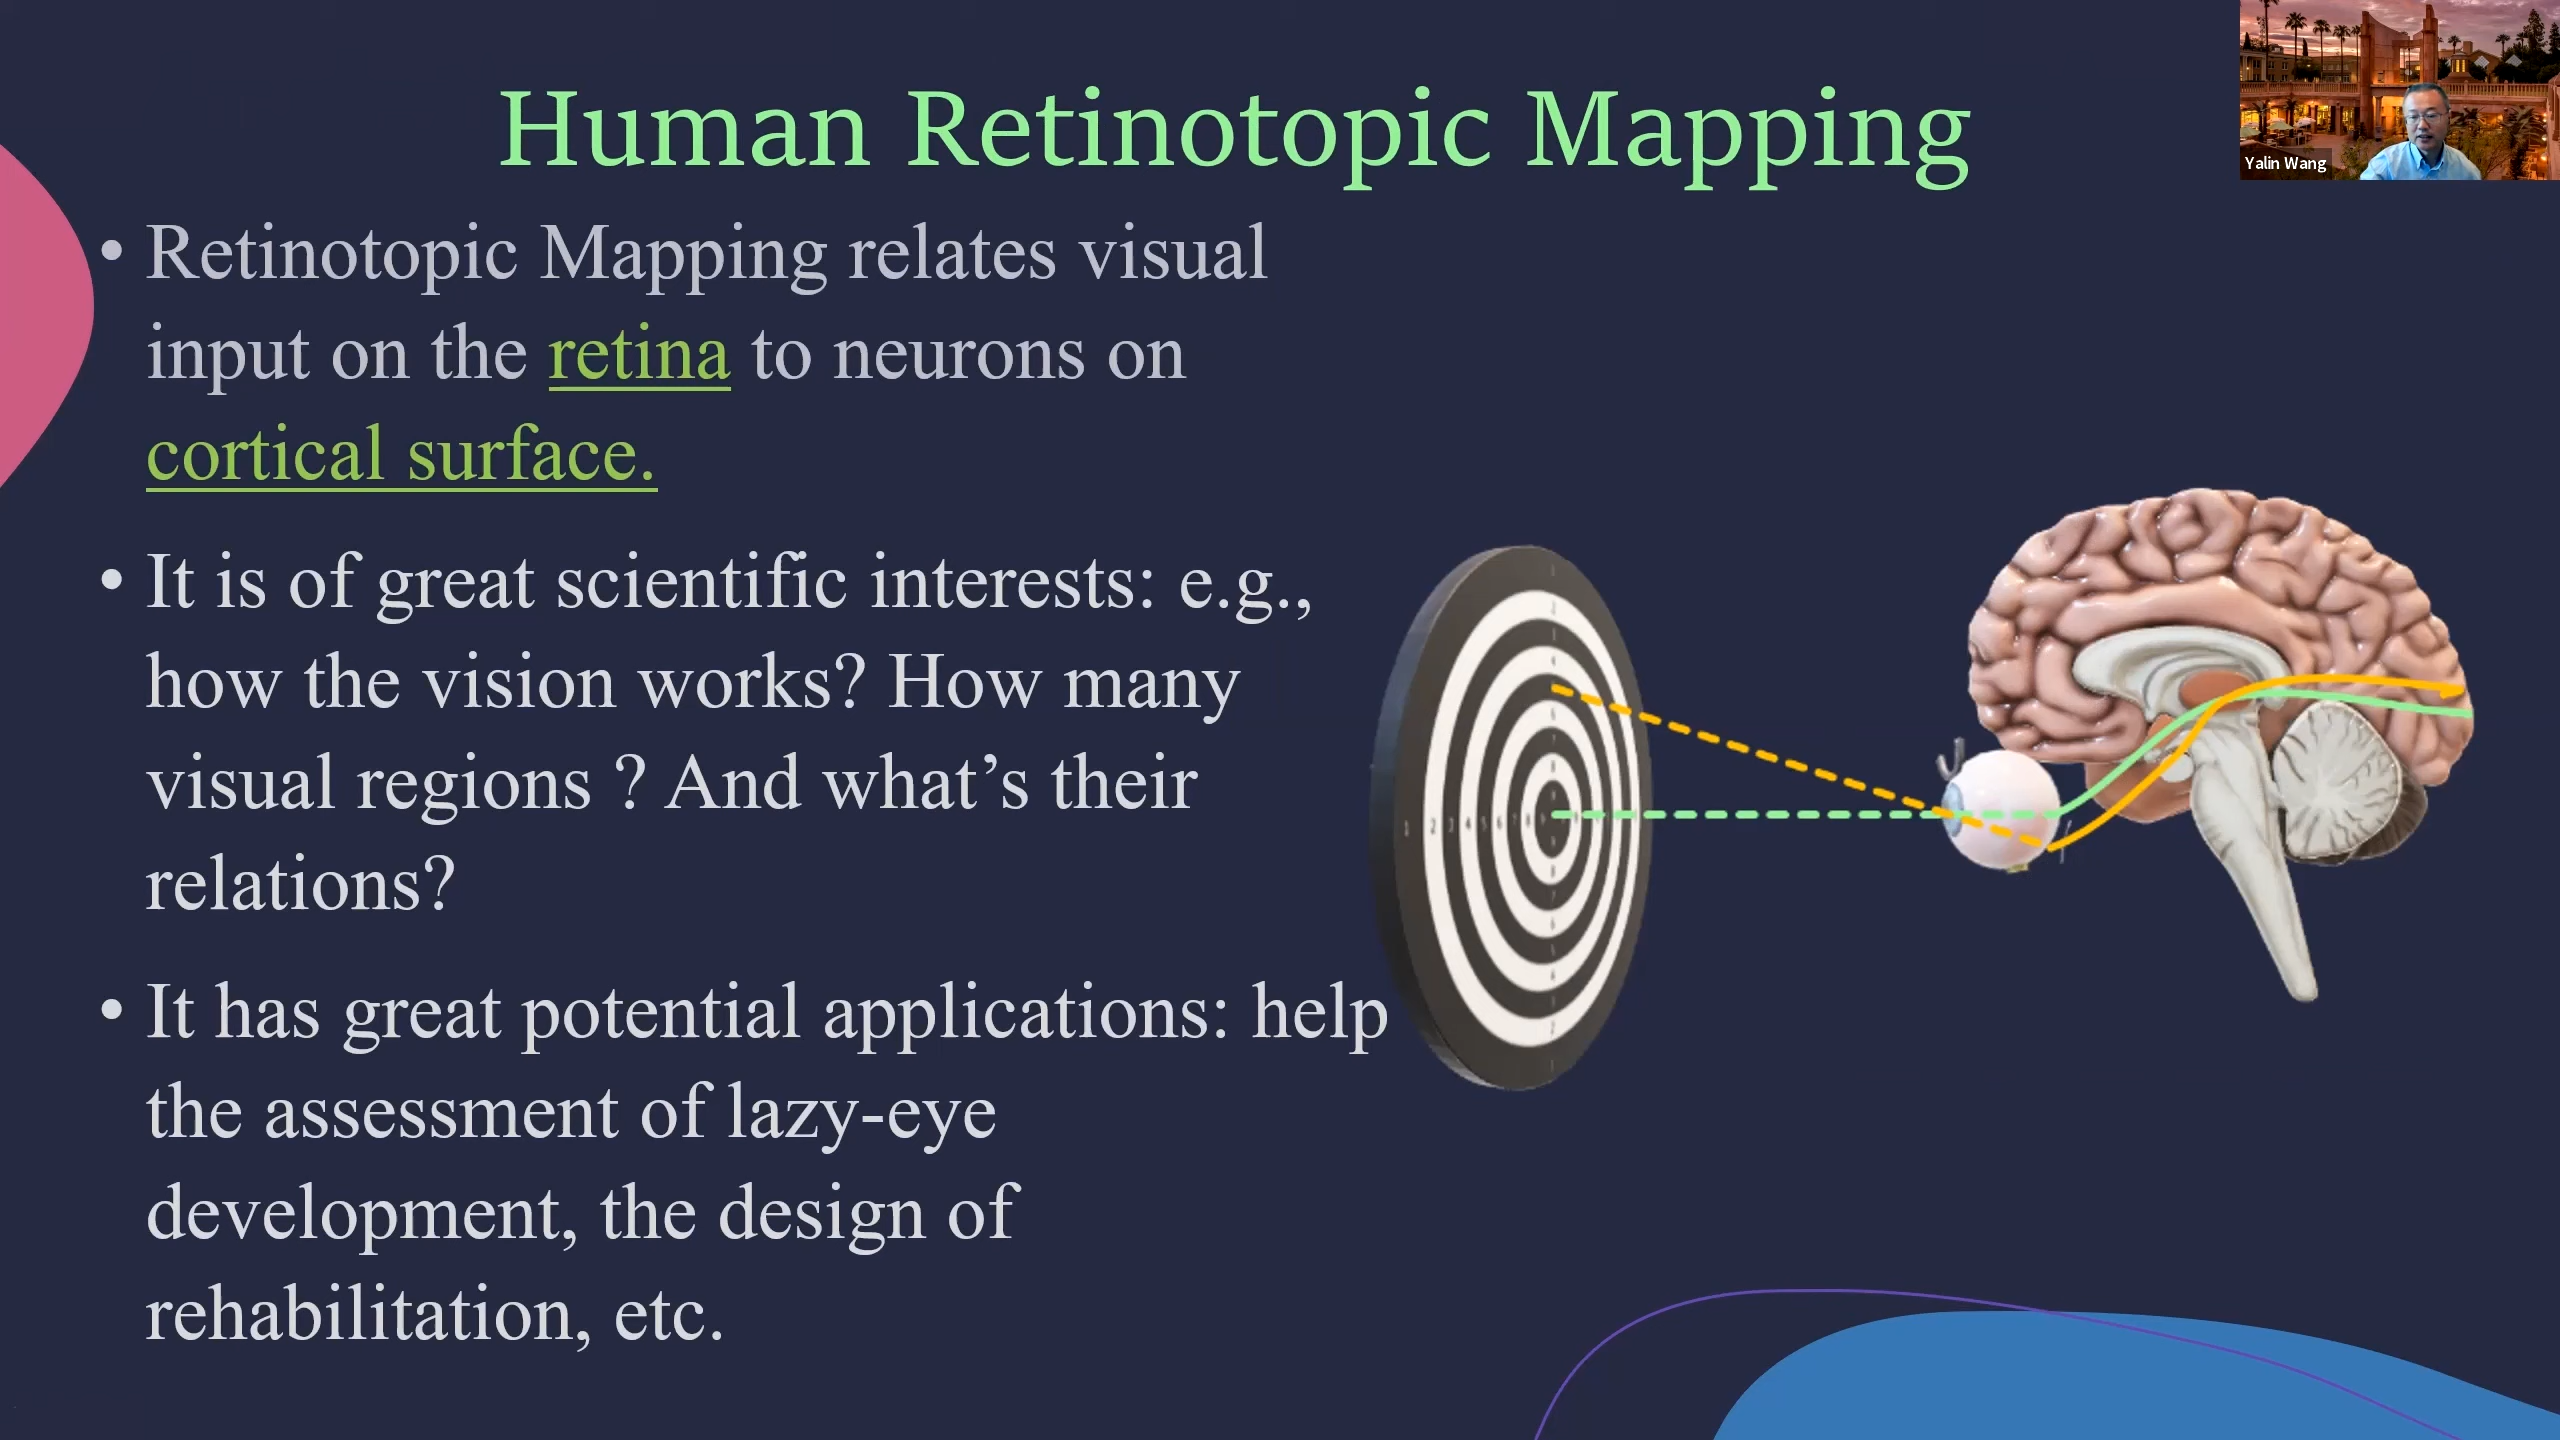 Human Retinotopic Mapping
Yalin Wang
• Retinotopic Mapping relates visual
input on the retina to neurons on
cortical surface.
• It is of great scientific interests: e.g.,
how the vision works? How many
visual regions ? And what’s their
relations?
• It has great potential applications: help
the assessment of lazy-eye
development, the design of
rehabilitation, etc.